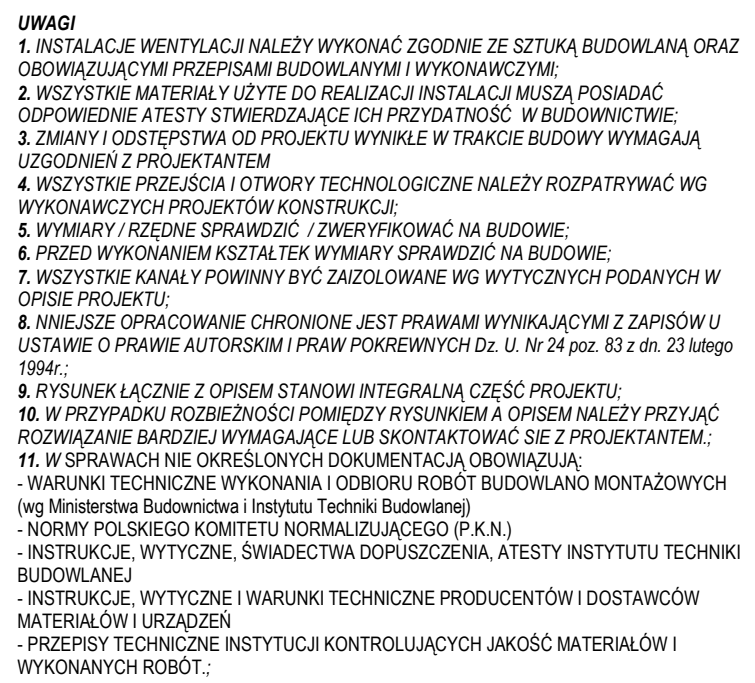 UWAGI
1. INSTALACJE WENTYLACJI NALEŻY WYKONAĆ ZGODNIE ZE SZTUKĄ BUDOWLANĄ ORAZ
OBOWIĄZUJĄCYMI PRZEPISAMI BUDOWLANYMI I WYKONAWCZYMI;
2. WSZYSTKIE MATERIAŁY UŻYTE DO REALIZACJI INSTALACJI MUSZĄ POSIADAĆ
ODPOWIEDNIE ATESTY STWIERDZAJĄCE ICH PRZYDATNOŚĆ W BUDOWNICTWIE;
3. ZMIANY I ODSTĘPSTWA OD PROJEKTU WYNIKŁE W TRAKCIE BUDOWY WYMAGAJĄ
UZGODNIEŃ Z PROJEKTANTEM
4. WSZYSTKIE PRZEJŚCIA I OTWORY TECHNOLOGICZNE NALEŻY ROZPATRYWAĆ WG
WYKONAWCZYCH PROJEKTÓW KONSTRUKCJI;
5. WYMIARY / RZĘDNE SPRAWDZIĆ / ZWERYFIKOWAĆ NA BUDOWIE;
6. PRZED WYKONANIEM KSZTAŁTEK WYMIARY SPRAWDZIĆ NA BUDOWIE;
7. WSZYSTKIE KANAŁY POWINNY BYĆ ZAIZOLOWANE WG WYTYCZNYCH PODANYCH W
OPISIE PROJEKTU;
8. NNIEJSZE OPRACOWANIE CHRONIONE JEST PRAWAMI WYNIKAJĄCYMI Z ZAPISÓW U
USTAWIE O PRAWIE AUTORSKIM I PRAW POKREWNYCH Dz. U. Nr 24 poz. 83 z dn. 23 lutego
1994r.;
9. RYSUNEK ŁĄCZNIE Z OPISEM STANOWI INTEGRALNĄ CZĘŚĆ PROJEKTU;
10. W PRZYPADKU ROZBIEŻNOŚCI POMIĘDZY RYSUNKIEM A OPISEM NALEŻY PRZYJĄĆ
ROZWIĄZANIE BARDZIEJ WYMAGAJĄCE LUB SKONTAKTOWAĆ SIE Z PROJEKTANTEM.;
11. W SPRAWACH NIE OKREŚLONYCH DOKUMENTACJĄ OBOWIĄZUJĄ:
- WARUNKI TECHNICZNE WYKONANIA I ODBIORU ROBÓT BUDOWLANO MONTAŻOWYCH
(wg Ministerstwa Budownictwa i Instytutu Techniki Budowlanej)
- NORMY POLSKIEGO KOMITETU NORMALIZUJĄCEGO (P.K.N.)
- INSTRUKCJE, WYTYCZNE, ŚWIADECTWA DOPUSZCZENIA, ATESTY INSTYTUTU TECHNIKI
BUDOWLANEJ
- INSTRUKCJE, WYTYCZNE I WARUNKI TECHNICZNE PRODUCENTÓW I DOSTAWCÓW
MATERIAŁÓW I URZĄDZEŃ
- PRZEPISY TECHNICZNE INSTYTUCJI KONTROLUJĄCYCH JAKOŚĆ MATERIAŁÓW I
WYKONANYCH ROBÓT.;